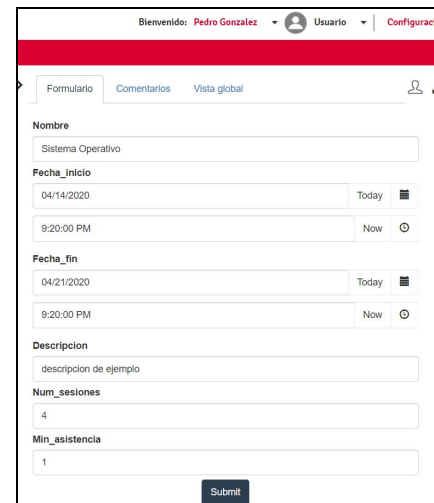 Bienvenido: Pedro Gonzalez Usuario Configurac
Formulario Comentarios Vista global
Nombre
Sistema Operativo
Fecha_inicio
04/14/2020 Today
9:20:00 PM Now
Fecha_fin
04/21/2020 Today
9:20:00 PM Now
Descripcion
descripcion de ejemplo
Num_sesiones
4
Min_asistencia
1
Submit